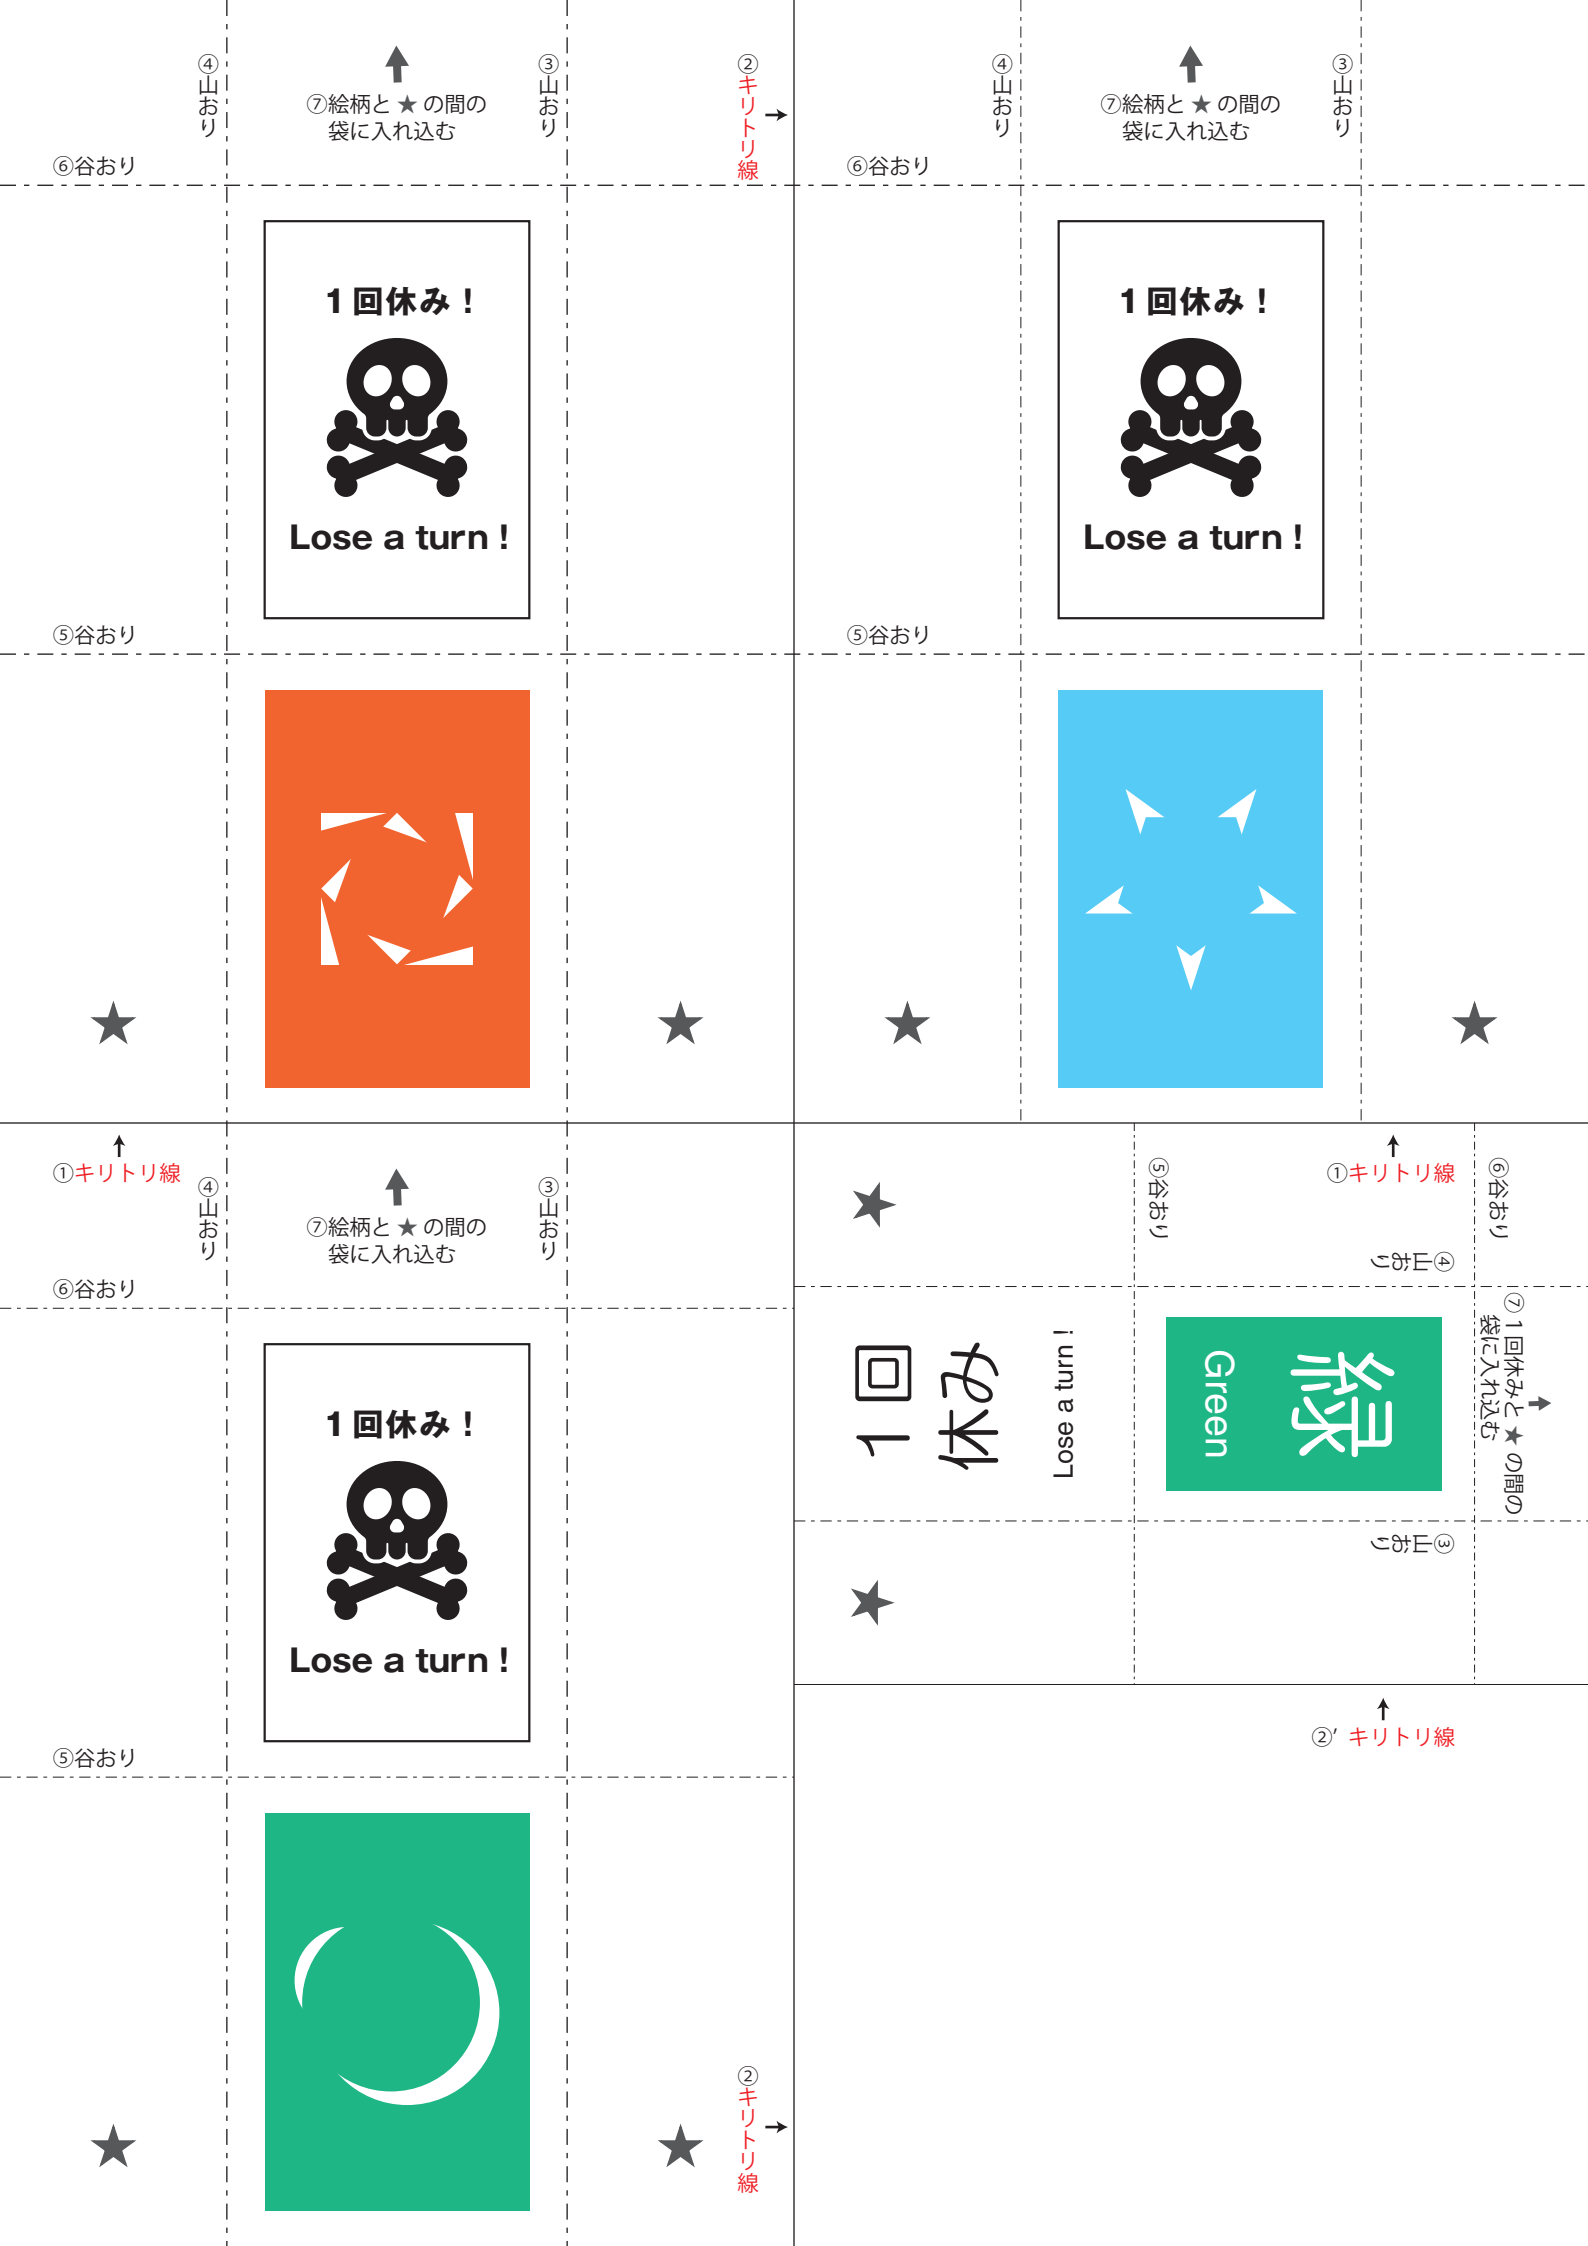 ④山おり
⑦絵柄と★の間の
袋に入れ込む
③山おり
②キリトリ線
⑥谷おり
1回休み！
Lose a turn !
⑤谷おり
④山おり
⑦絵柄と★の間の
袋に入れ込む
③山おり
⑥谷おり
1回休み！
Lose a turn !
⑤谷おり
①キリトリ線
④山おり
⑦絵柄と★の間の
袋に入れ込む
③山おり
⑥谷おり
1回休み！
Lose a turn !
⑤谷おり
②キリトリ線
①キリトリ線
⑤谷おり
⑥谷おり
④山おり
⑦1回休みと★の間の
袋に入れ込む
緑
Green
1回
休み
Lose a turn !
③山おり
②’キリトリ線